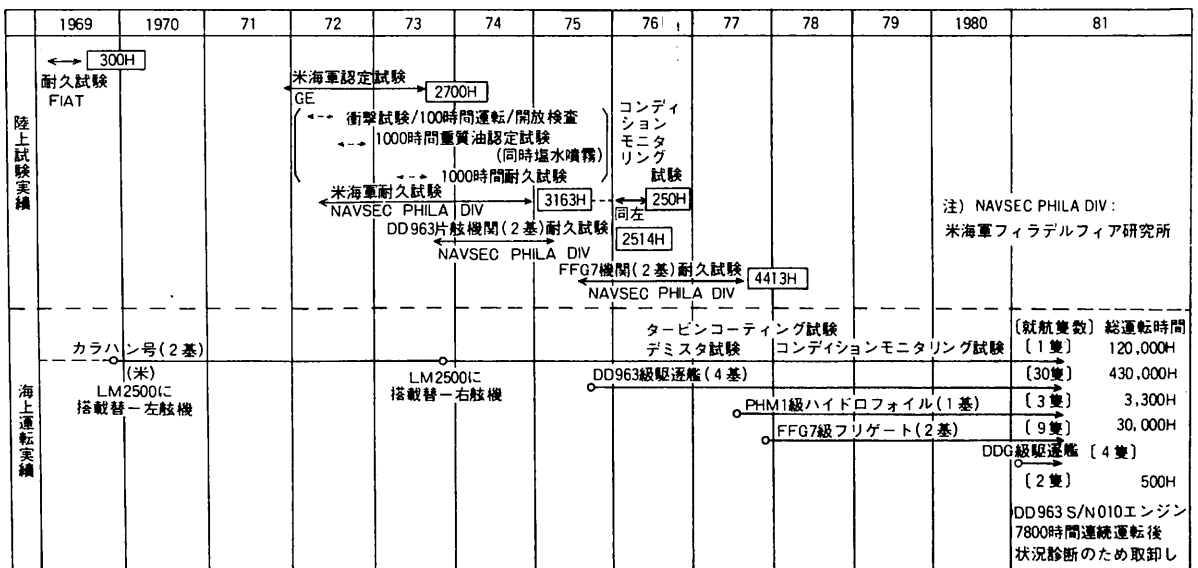 1969 1970 71 72 73 74 75 76 77 78 79 1980 81
陸上試験実績
300H
耐久試験
FIAT
米海軍認定試験
GE
2700H
衝撃試験/100時間運転/開放検査
1000時間重質油認定試験
(同時塩水噴霧)
1000時間耐久試験
コンディ
ション
モニタ
リング
試験
米海軍耐久試験
NAVSEC PHILA DIV
3163H
同左
250H
DD963片舷機関(2基)耐久試験
NAVSEC PHILA DIV
2514H
FFG7機関(2基)耐久試験
NAVSEC PHILA DIV
4413H
注) NAVSEC PHILA DIV:
米海軍フィラデルフィア研究所
海上運転実績
カラハン号(2基)
(米)
LM2500に
搭載替−左舷機
LM2500に
搭載替−右舷機
タービンコーティング試験
デミスタ試験 コンディションモニタリング試験
[就航隻数] 総運転時間
[1隻] 120,000H
DD963級駆逐艦(4基)
[30隻] 430,000H
PHM1級ハイドロフォイル(1基)
[3隻] 3,300H
FFG7級フリゲート(2基)
[9隻] 30,000H
DDG級駆逐艦 [4隻]
[2隻] 500H
DD963 S/N010エンジン
7800時間連続運転後
状況診断のため取卸し